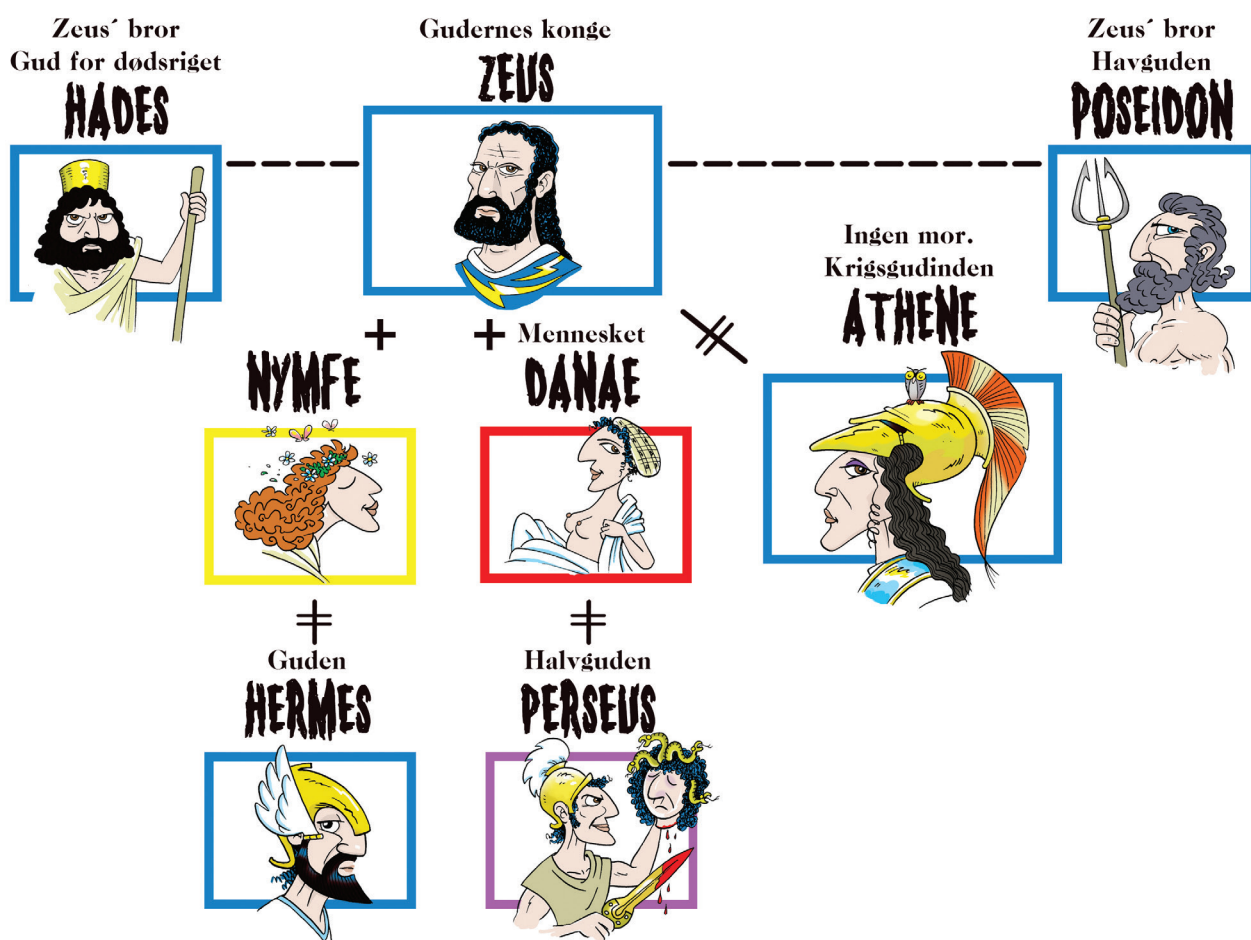 Zeus´ bror
Gud for dødsriget
HADES
Gudernes konge
ZEUS
Zeus´ bror
Havguden
POSEIDON
Ingen mor.
Krigsgudinden
ATHENE
+
+ Mennesket
NYMFE
DANAE
Guden
HERMES
Halvguden
PERSEUS